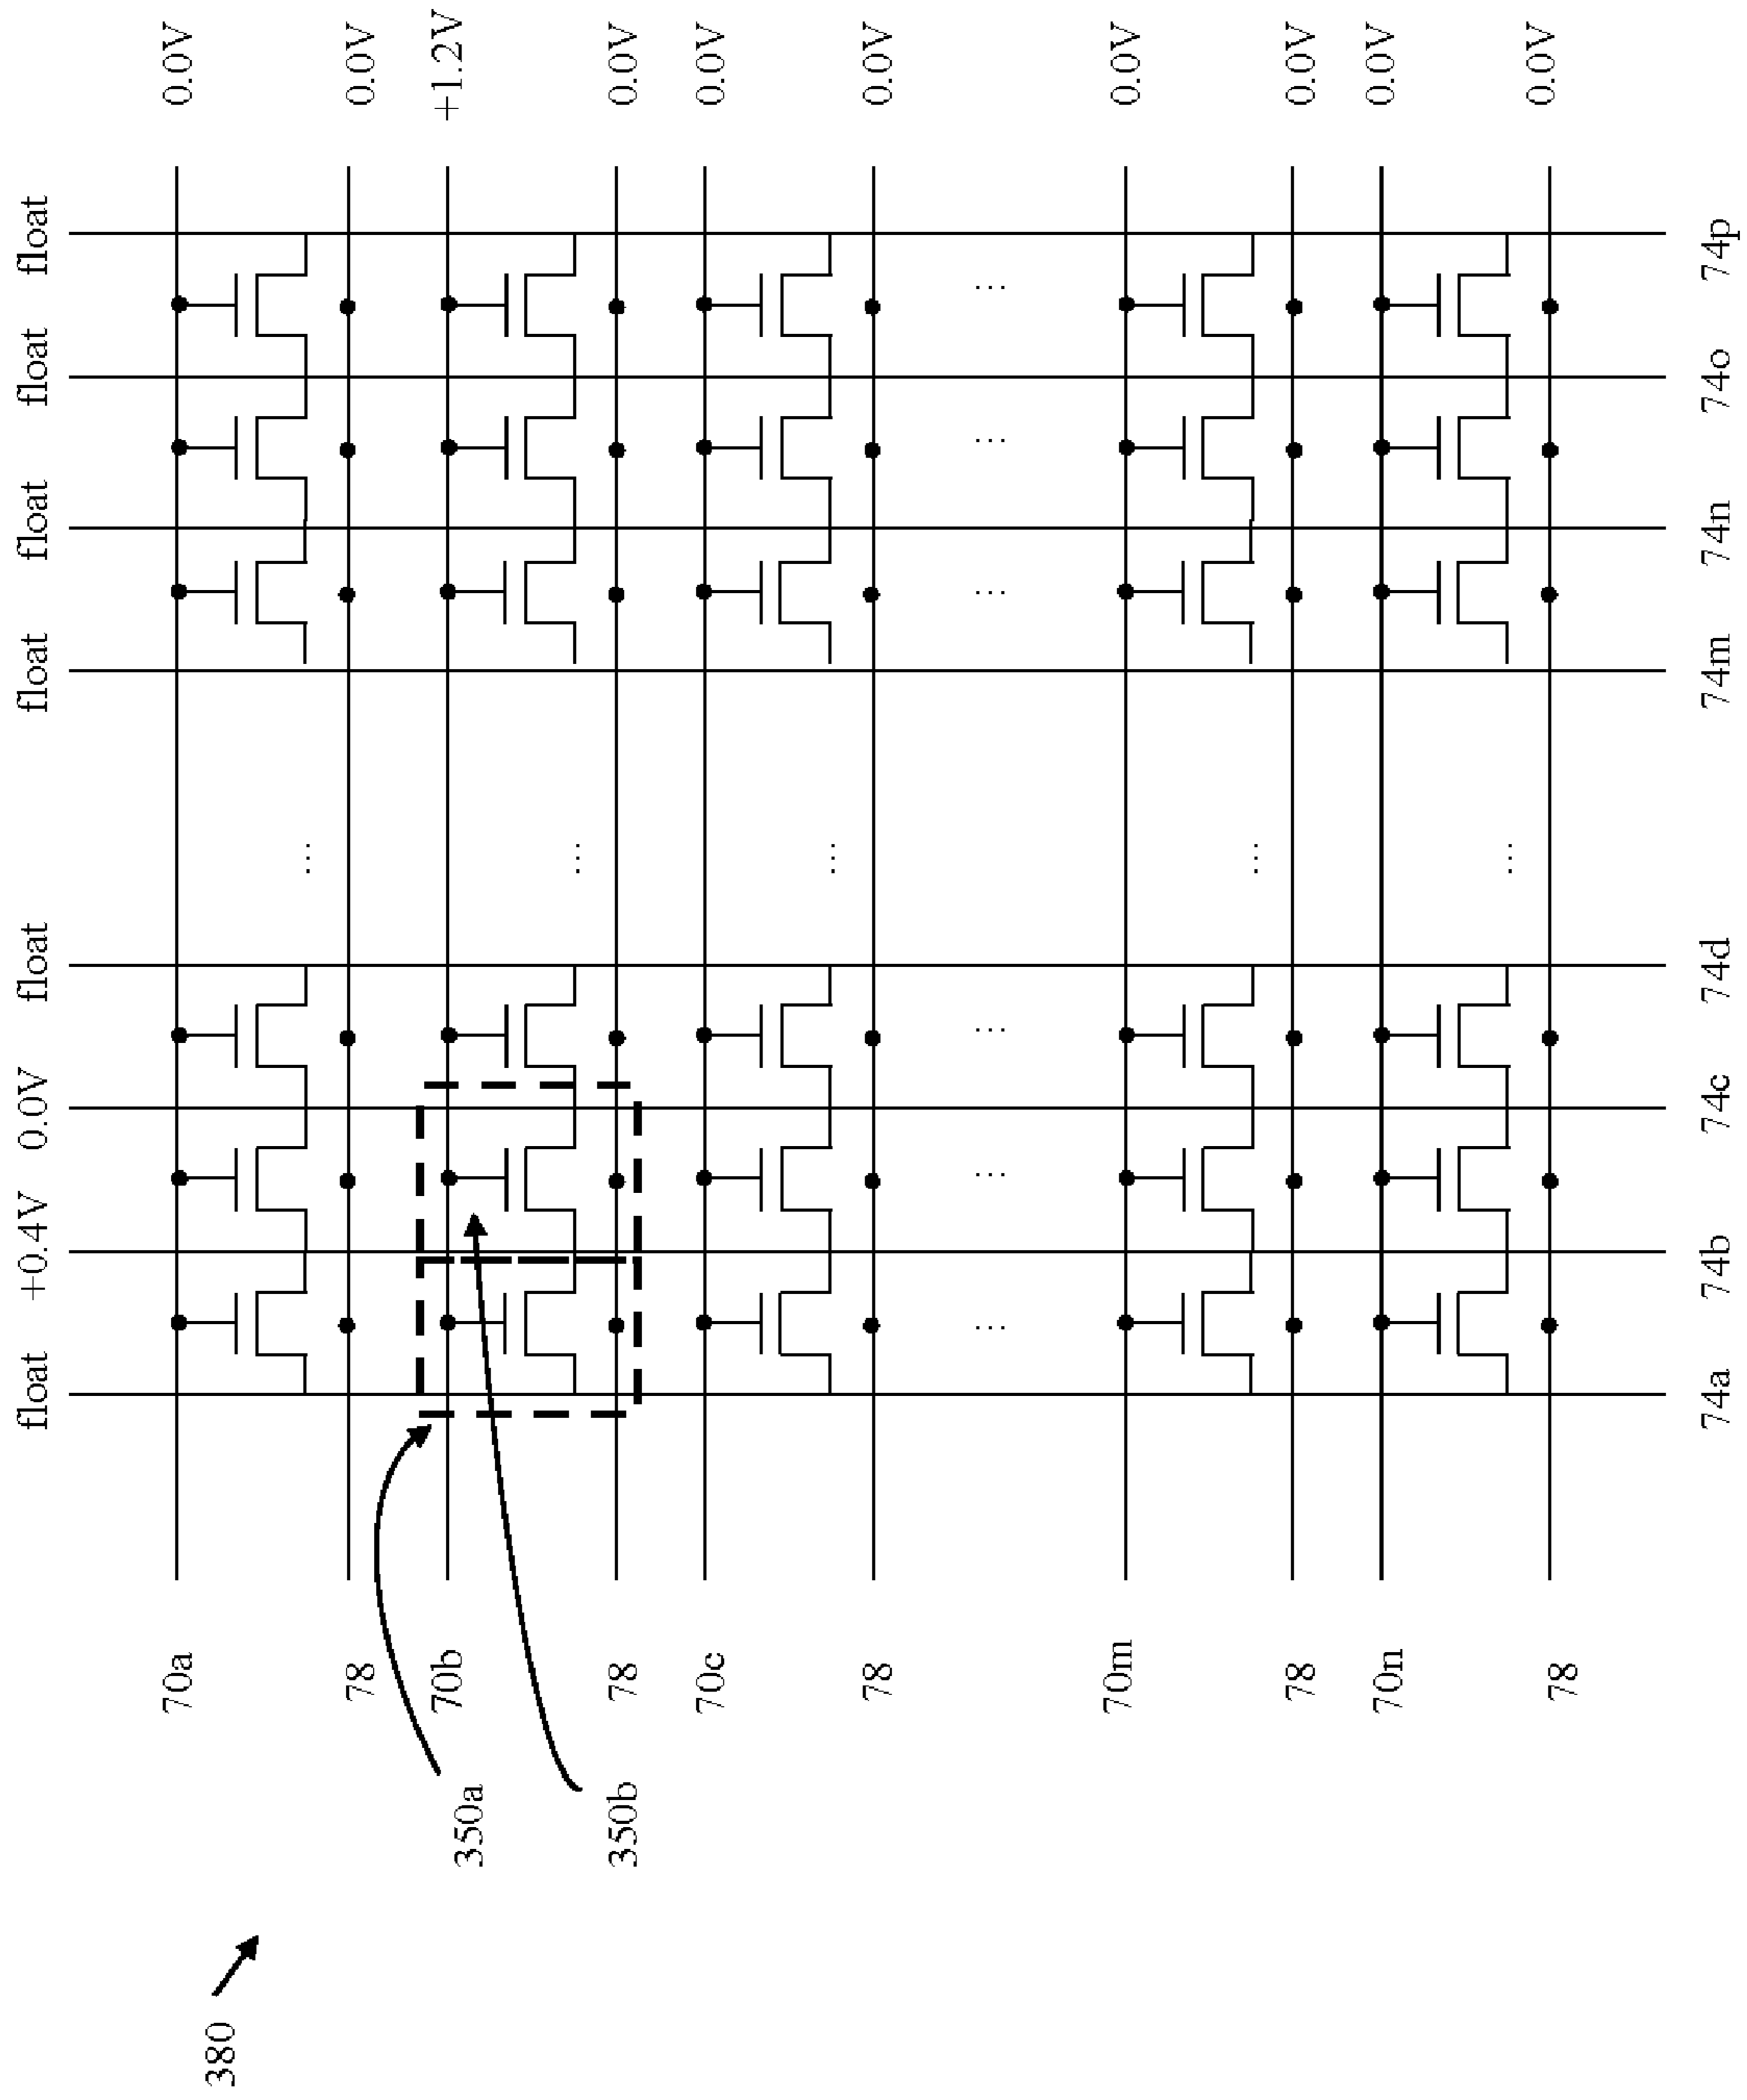 float +0.4V 0.0V float float float float float
70a 0.0V
380
78 0.0V
70b +1.2V
350a
350b 78 0.0V
70c 0.0V
78 0.0V
70m 0.0V
78 0.0V
70n 0.0V
78 0.0V
74a 74b 74c 74d 74m 74n 74o 74p